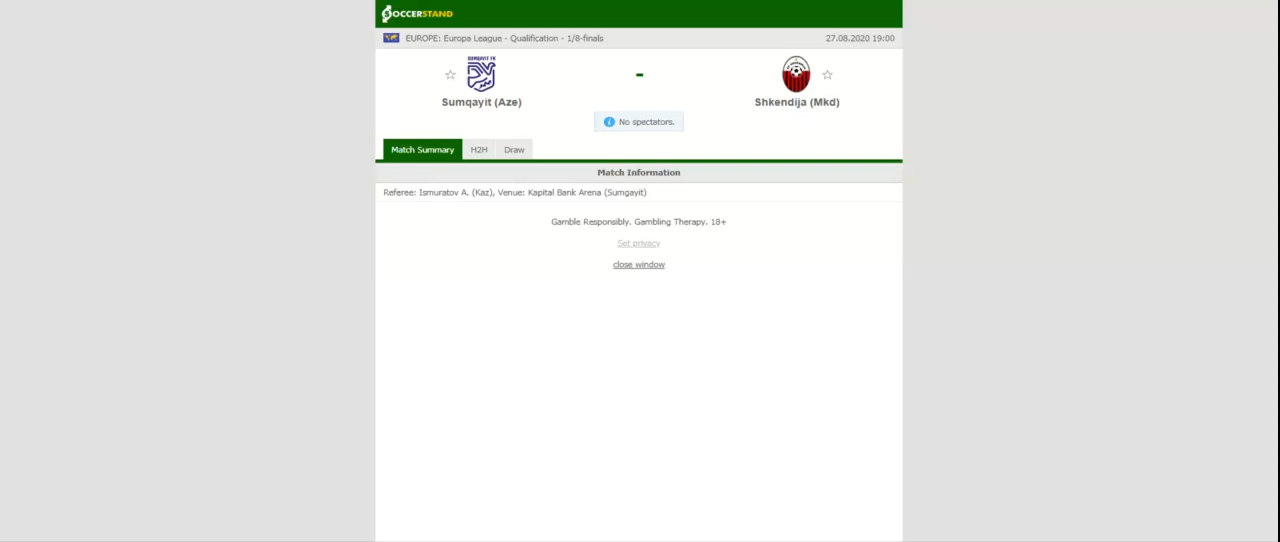 SOCCERSTAND
EUROPE: Europa League - Qualification - 1/8-finals 27.08.2020 19:00
SUMQAYIT FK
-
Sumqayit (Aze) Shkendija (Mkd)
No spectators.
Match Summary H2H Draw
Match Information
Referee: Ismuratov A. (Kaz), Venue: Kapital Bank Arena (Sumgayit)
Gamble Responsibly. Gambling Therapy. 18+
Set privacy
close window